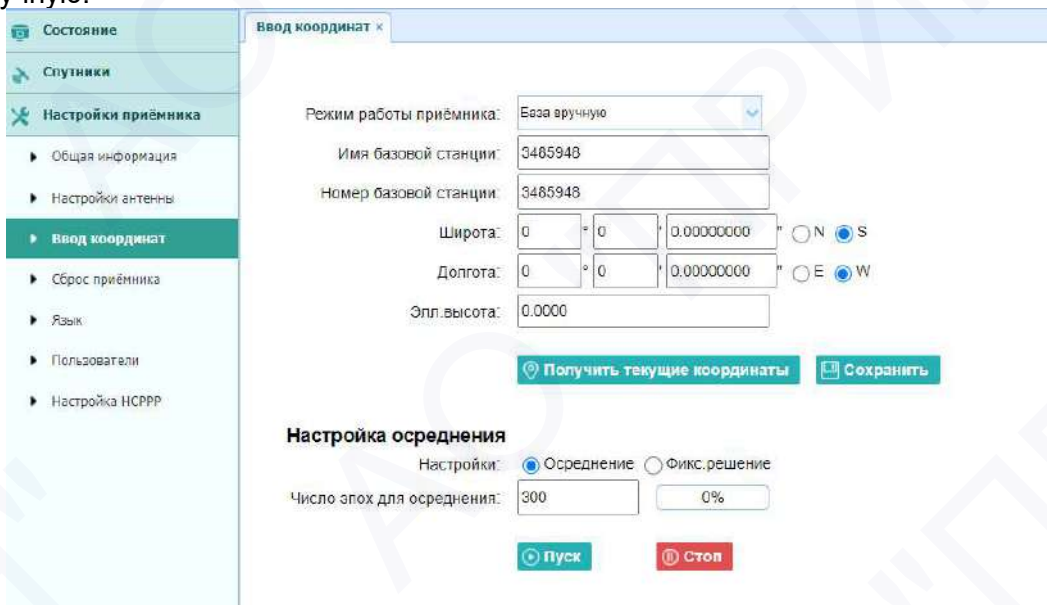 учную.
Состояние
Ввод координат ×
Спутники
Настройки приёмника
Режим работы приёмника: База вручную
Общая информация
Имя базовой станции: 3485948
Настройки антенны
Номер базовой станции: 3485948
Ввод координат
Широта: 0 ° 0 ' 0.00000000 " N S
Сброс приёмника
Долгота: 0 ° 0 ' 0.00000000 " E W
Язык
Элл.высота: 0.0000
Пользователи
Получить текущие координаты Сохранить
Настройка HCPPP
Настройка осреднения
Настройки: Осреднение Фикс.решение
Число эпох для осреднения: 300 0%
Пуск Стоп